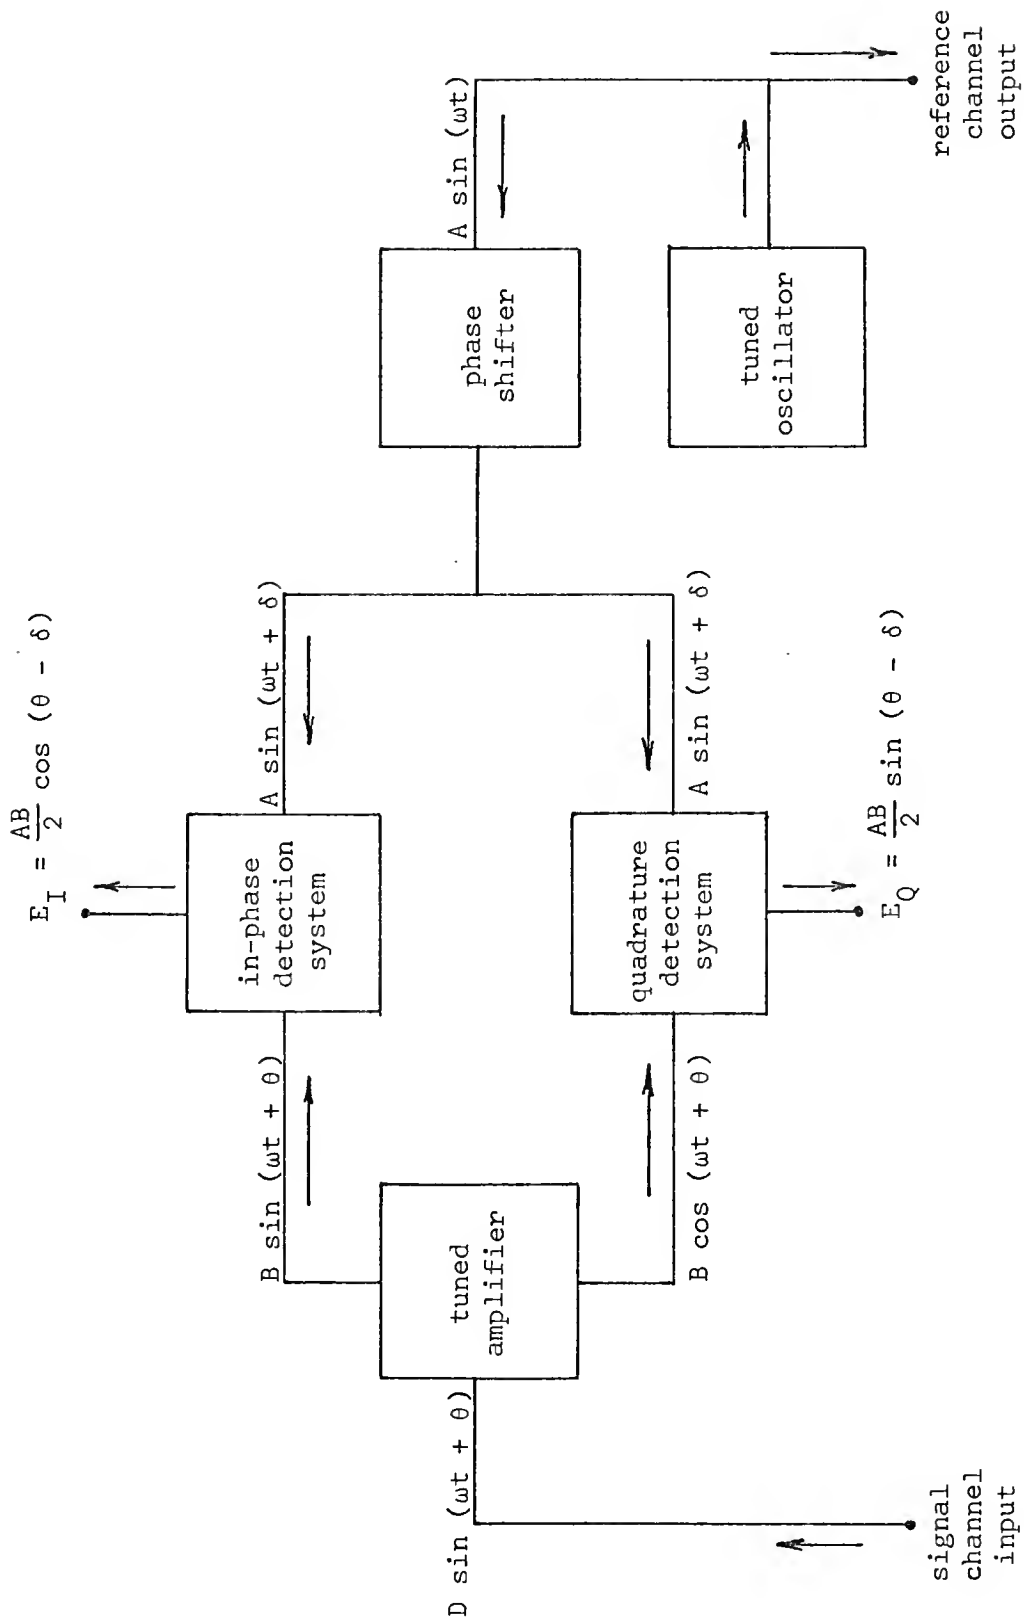 E_I = AB/2 cos (θ - δ)
in-phase
detection
system
B sin (ωt + θ)
A sin (ωt + δ)
D sin (ωt + θ)
tuned
amplifier
phase
shifter
A sin (ωt)
B cos (ωt + θ)
A sin (ωt + δ)
quadrature
detection
system
tuned
oscillator
E_Q = AB/2 sin (θ - δ)
signal
channel
input
reference
channel
output